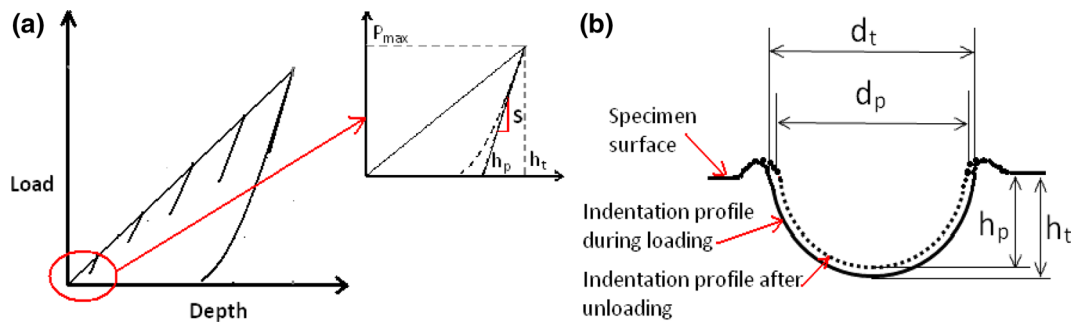 (a)
Load
Depth
Pmax
S
hp
ht
(b)
dt
dp
Specimen
surface
Indentation profile
during loading
Indentation profile after
unloading
hp
ht